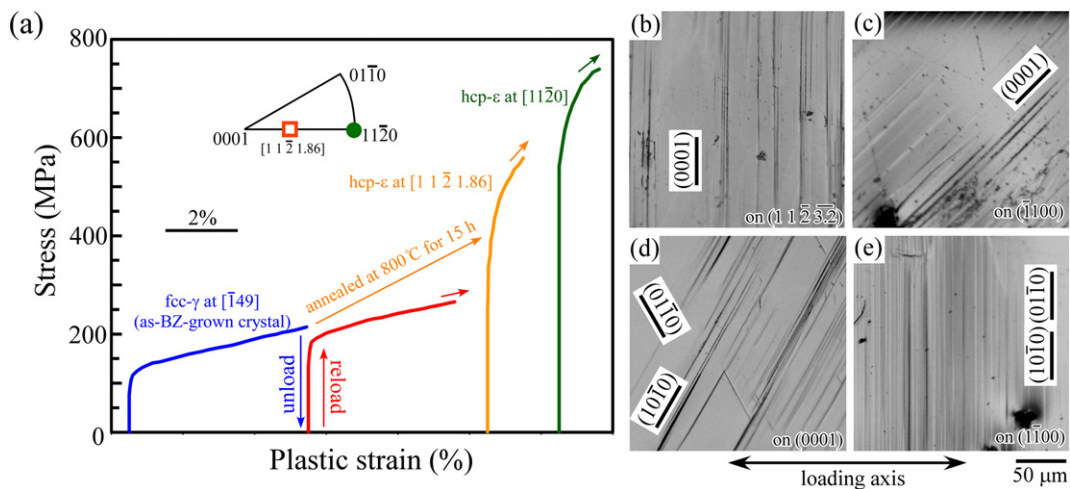 (a)
800
600
400
200
0
Stress (MPa)
Plastic strain (%)
2%
011̅0
0001
112̅0
[1 1 2̅ 1.86]
hcp-ε at [112̅0]
hcp-ε at [1 1 2̅ 1.86]
annealed at 800℃ for 15 h
fcc-γ at [1̅49]
(as-BZ-grown crystal)
unload
reload
(b)
(0001)
on (1 1 2̅ 3̅.2̅)
(c)
(0001)
on (1̅100)
(d)
(011̅0)
(101̅0)
on (0001)
(e)
(101̅0) (011̅0)
on (11̅00)
loading axis
50 μm